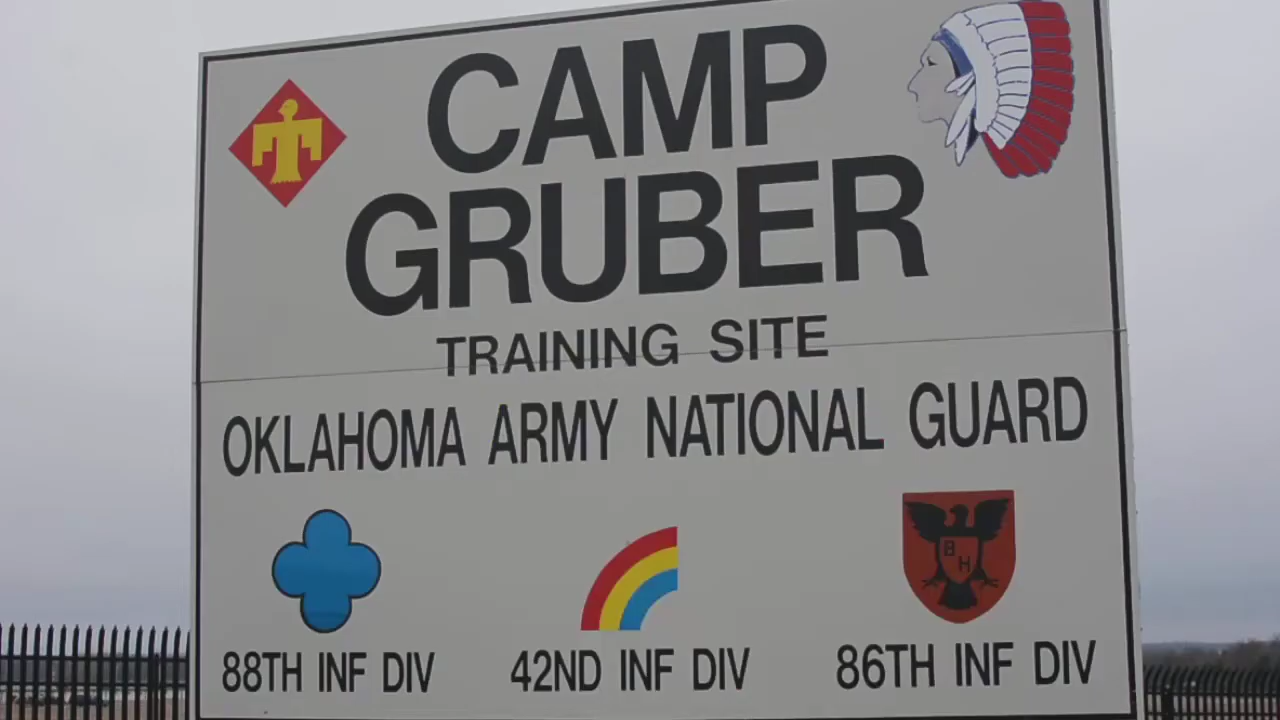 CAMP
GRUBER
TRAINING SITE
OKLAHOMA ARMY NATIONAL GUARD
B
H
88TH INF DIV
42ND INF DIV
86TH INF DIV